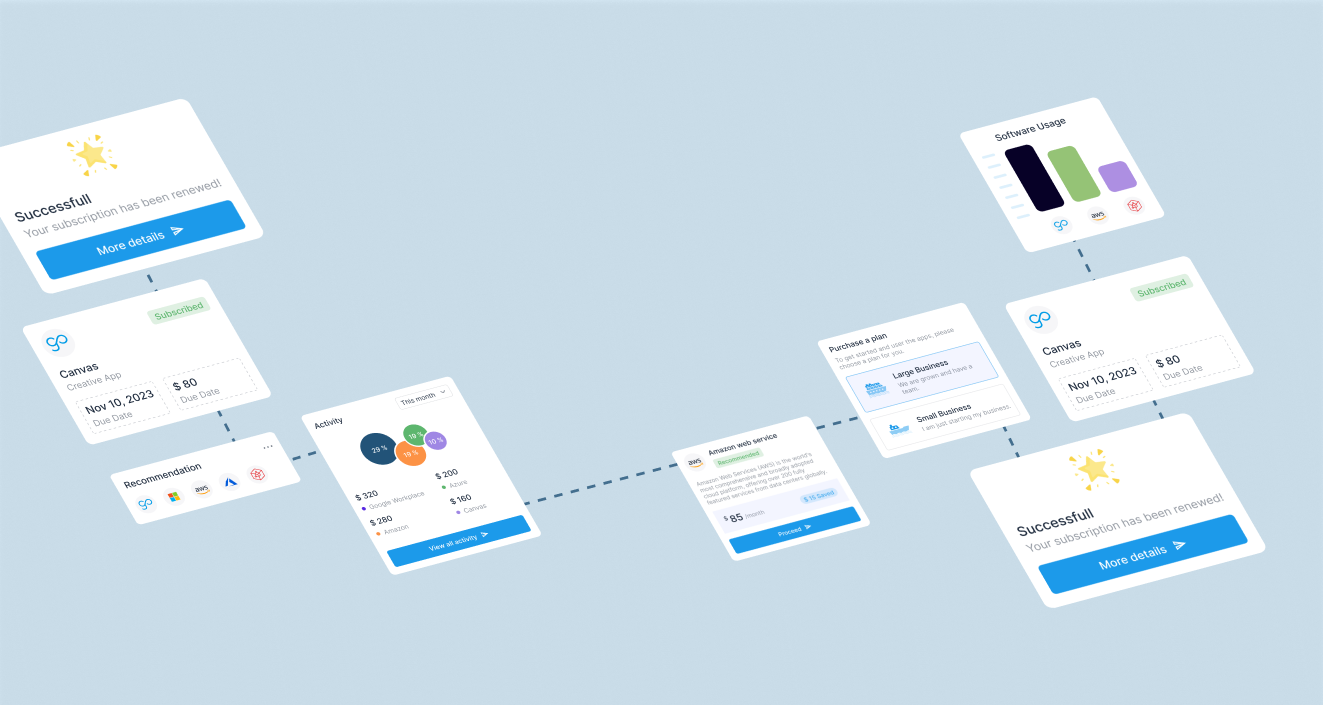 Successfull
Your subscription has been renewed!
More details
Subscribed
Canvas
Creative App
Nov 10, 2023
Due Date
$ 80
Due Date
Recommendation
aws
Activity
This month
29 %
19 %
19 %
10 %
$ 320
Google Workplace
$ 200
Azure
$ 280
Amazon
$ 160
Canvas
View all activity
aws
Amazon web service
Recommended
Amazon Web Services (AWS) is the world's
most comprehensive and broadly adopted
cloud platform, offering over 200 fully
featured services from data centers globally.
$ 85 /month
$ 15 Saved
Proceed
Purchase a plan
To get started and user the apps, please
choose a plan for you.
Large Business
We are grown and have a
team.
Small Business
I am just starting my business.
Software Usage
aws
Subscribed
Canvas
Creative App
Nov 10, 2023
Due Date
$ 80
Due Date
Successfull
Your subscription has been renewed!
More details